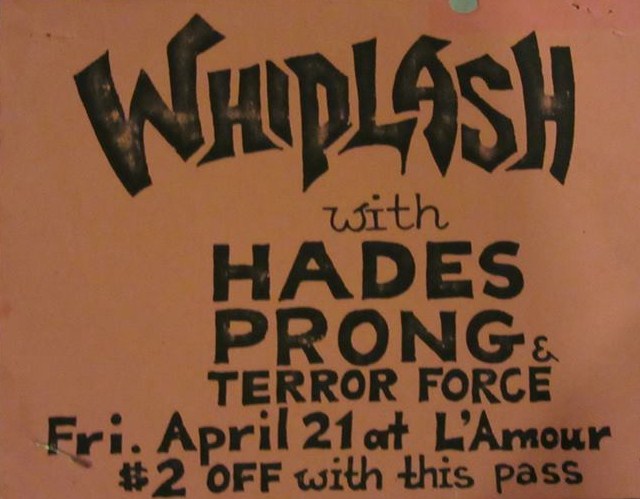 WHIPLASH
with
HADES
PRONG &
TERROR FORCE
Fri. April 21 at L'Amour
$2 OFF with this pass